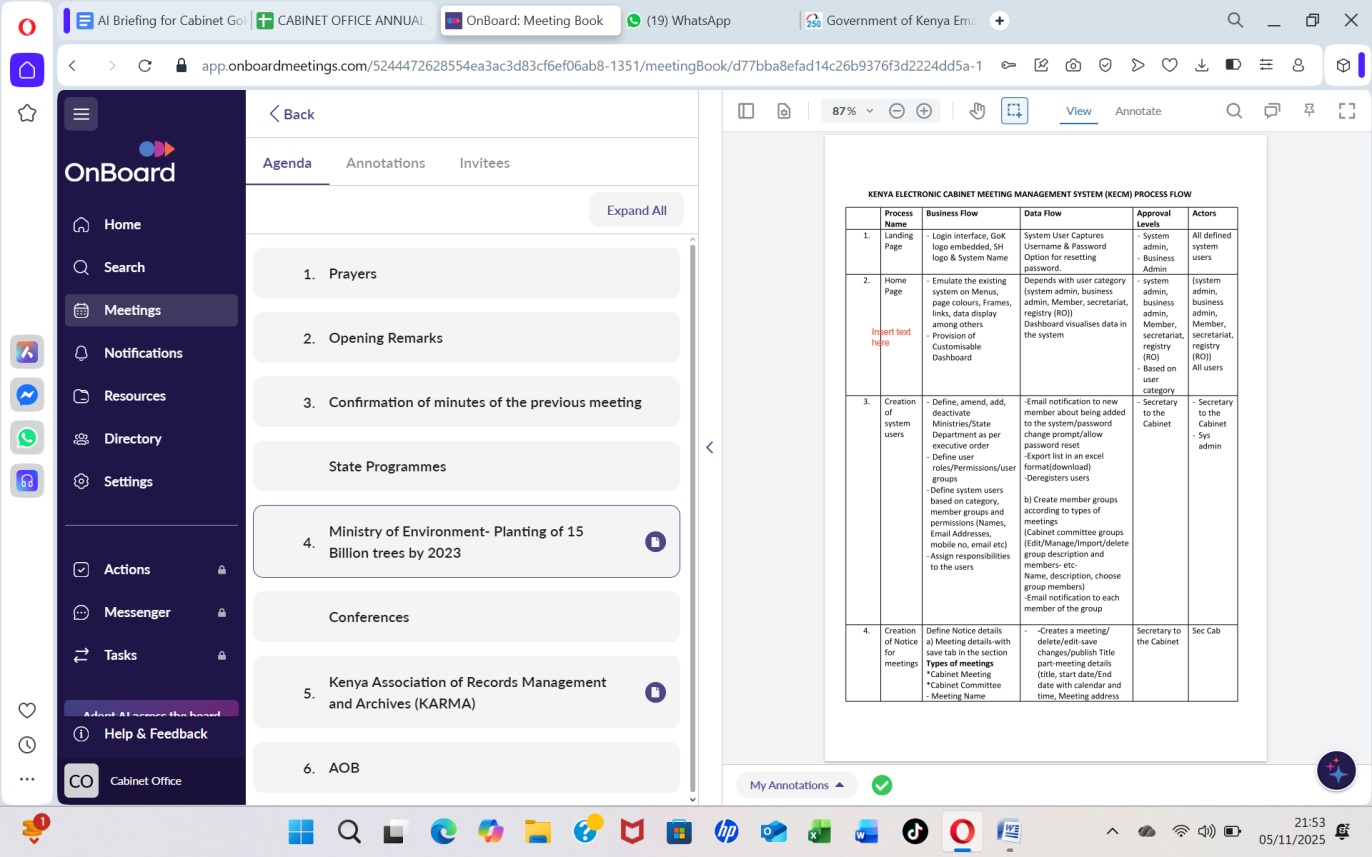 AI Briefing for Cabinet Go
CABINET OFFICE ANNUAL
OnBoard: Meeting Book
(19) WhatsApp
250
Government of Kenya Ema
app.onboardmeetings.com/5244472628554ea3ac3d83cf6ef06ab8-1351/meetingBook/d77bba8efad14c26b9376f3d2224dd5a-1
OnBoard
Home
Search
Meetings
Notifications
Resources
Directory
Settings
Actions
Messenger
Tasks
Adopt AI across the board
Help & Feedback
CO
Cabinet Office
Back
Agenda
Annotations
Invitees
Expand All
1. Prayers
2. Opening Remarks
3. Confirmation of minutes of the previous meeting
State Programmes
4. Ministry of Environment- Planting of 15
Billion trees by 2023
Conferences
5. Kenya Association of Records Management
and Archives (KARMA)
6. AOB
87%
View
Annotate
KENYA ELECTRONIC CABINET MEETING MANAGEMENT SYSTEM (KECM) PROCESS FLOW
Process
Name
Business Flow
Data Flow
Approval
Levels
Actors
1.
Landing
Page
- Login interface, GoK
logo embedded, SH
logo & System Name
System User Captures
Username & Password
Option for resetting
password.
- System
admin,
- Business
Admin
All defined
system
users
2.
Home
Page
- Emulate the existing
system on Menus,
page colours, Frames,
links, data display
among others
- Provision of
Customisable
Dashboard
Depends with user category
(system admin, business
admin, Member, secretariat,
registry (RO))
Dashboard visualises data in
the system
- system
admin,
business
admin,
Member,
secretariat,
registry
(RO)
- Based on
user
category
(system
admin,
business
admin,
Member,
secretariat,
registry
(RO))
All users
Insert text
here
3.
Creation
of
system
users
- Define, amend, add,
deactivate
Ministries/State
Department as per
executive order
- Define user
roles/Permissions/user
groups
- Define system users
based on category,
member groups and
permissions (Names,
Email Addresses,
mobile no, email etc)
- Assign responsibilities
to the users
-Email notification to new
member about being added
to the system/password
change prompt/allow
password reset
-Export list in an excel
format(download)
-Deregisters users
b) Create member groups
according to types of
meetings
(Cabinet committee groups
(Edit/Manage/Import/delete
group description and
members- etc-
Name, description, choose
group members)
-Email notification to each
member of the group
- Secretary
to the
Cabinet
- Secretary
to the
Cabinet
- Sys
admin
4.
Creation
of Notice
for
meetings
Define Notice details
a) Meeting details-with
save tab in the section
Types of meetings
*Cabinet Meeting
*Cabinet Committee
- Meeting Name
- -Creates a meeting/
delete/edit-save
changes/publish Title
part-meeting details
(title, start date/End
date with calendar and
time, Meeting address
Secretary to
the Cabinet
Sec Cab
My Annotations
1
21:53
05/11/2025